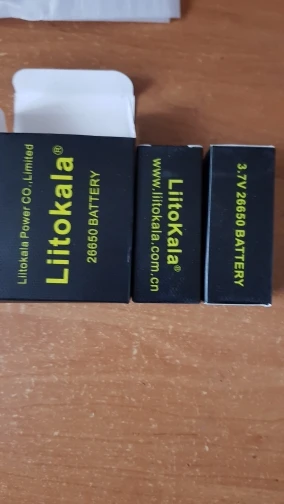 Liitokala Power CO.,Limited
Liitokala®
26650 BATTERY
LiitoKala®
www.liitokala.com.cn
3.7V 26650 BATTERY